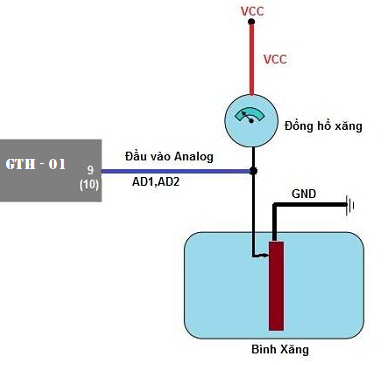 VCC
VCC
Đồng hồ xăng
GTH - 01
9
(10)
Đầu vào Analog
AD1,AD2
GND
Bình Xăng